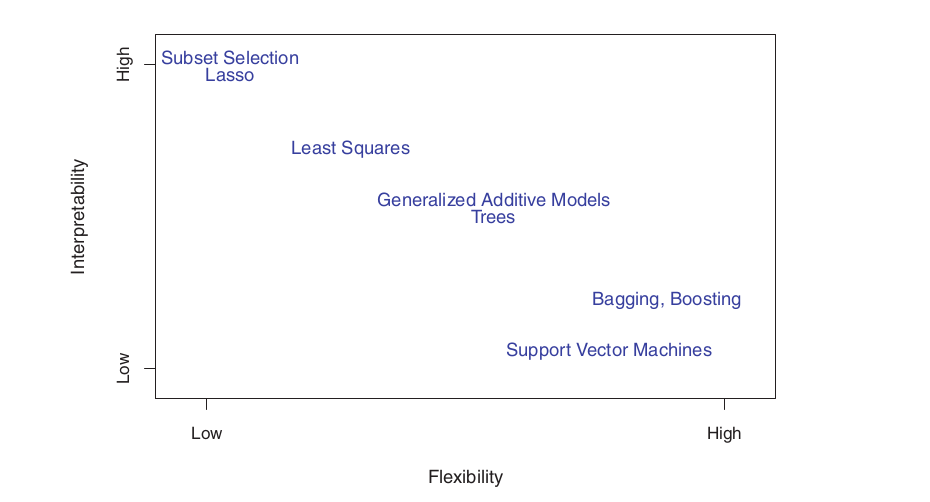 High
Subset Selection
Lasso
Least Squares
Interpretability
Generalized Additive Models
Trees
Bagging, Boosting
Support Vector Machines
Low
Low
High
Flexibility